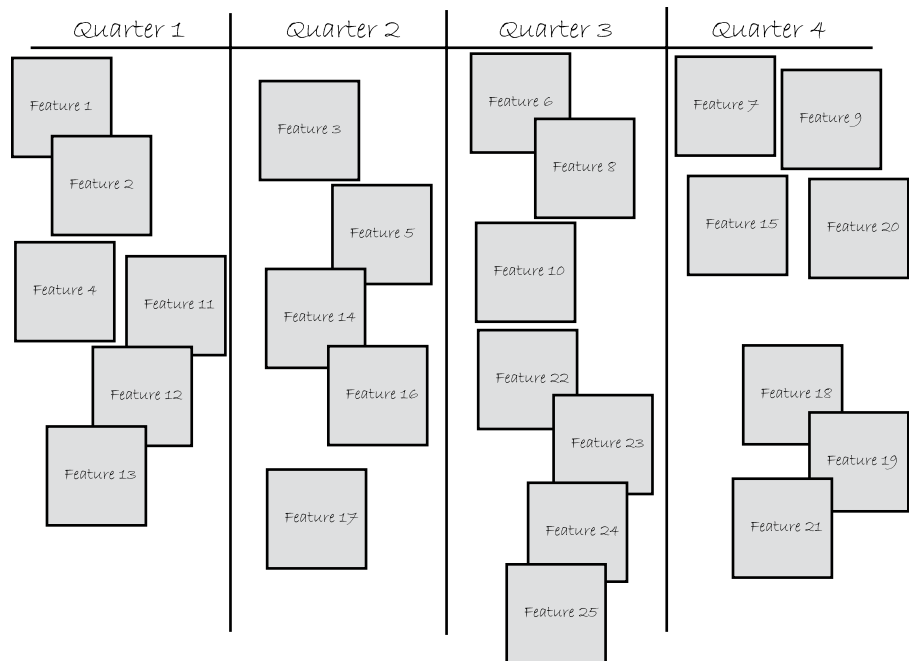 Quarter 1
Quarter 2
Quarter 3
Quarter 4
Feature 1
Feature 2
Feature 4
Feature 11
Feature 12
Feature 13
Feature 3
Feature 5
Feature 14
Feature 16
Feature 17
Feature 6
Feature 8
Feature 10
Feature 22
Feature 23
Feature 24
Feature 25
Feature 7
Feature 9
Feature 15
Feature 20
Feature 18
Feature 19
Feature 21